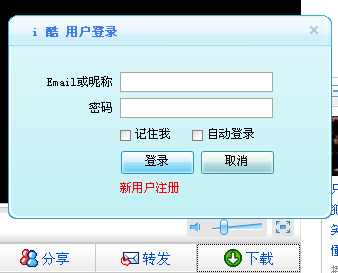 i 酷 用户登录
Email或昵称
密码
记住我 自动登录
登录 取消
新用户注册
分享 转发 下载